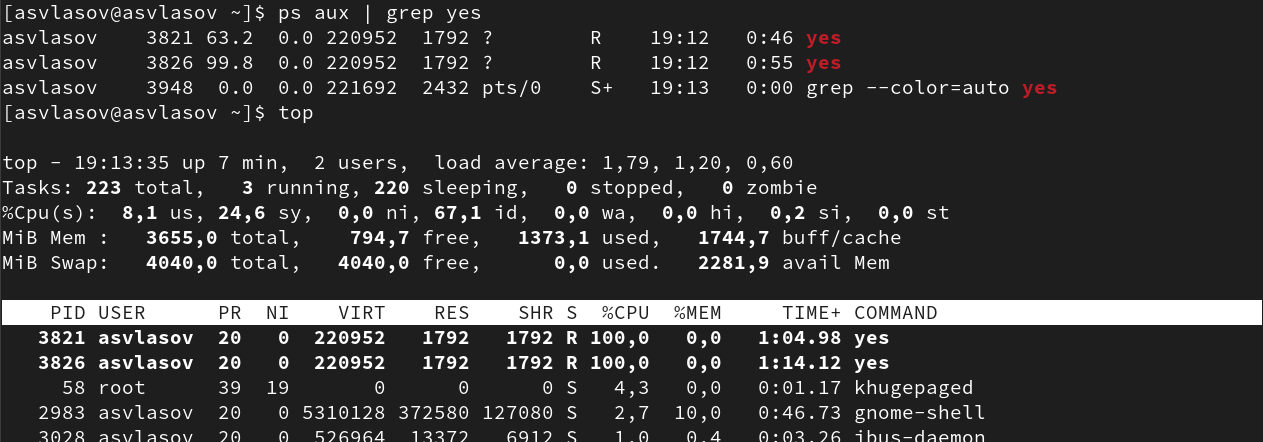 [asvlasov@asvlasov ~]$ ps aux | grep yes
asvlasov    3821 63.2  0.0 220952  1792 ?        R    19:12   0:46 yes
asvlasov    3826 99.8  0.0 220952  1792 ?        R    19:12   0:55 yes
asvlasov    3948  0.0  0.0 221692  2432 pts/0    S+   19:13   0:00 grep --color=auto yes
[asvlasov@asvlasov ~]$ top
top - 19:13:35 up 7 min,  2 users,  load average: 1,79, 1,20, 0,60
Tasks: 223 total,   3 running, 220 sleeping,   0 stopped,   0 zombie
%Cpu(s):  8,1 us, 24,6 sy,  0,0 ni, 67,1 id,  0,0 wa,  0,0 hi,  0,2 si,  0,0 st
MiB Mem :   3655,0 total,    794,7 free,   1373,1 used,   1744,7 buff/cache
MiB Swap:   4040,0 total,   4040,0 free,      0,0 used.   2281,9 avail Mem
    PID USER      PR  NI    VIRT    RES    SHR S  %CPU  %MEM     TIME+ COMMAND
   3821 asvlasov  20   0  220952   1792   1792 R 100,0   0,0   1:04.98 yes
   3826 asvlasov  20   0  220952   1792   1792 R 100,0   0,0   1:14.12 yes
     58 root      39  19       0      0      0 S   4,3   0,0   0:01.17 khugepaged
   2983 asvlasov  20   0 5310128 372580 127080 S   2,7  10,0   0:46.73 gnome-shell
   3028 asvlasov  20   0  526964  13372   6912 S   1,0   0,4   0:03.26 ibus-daemon